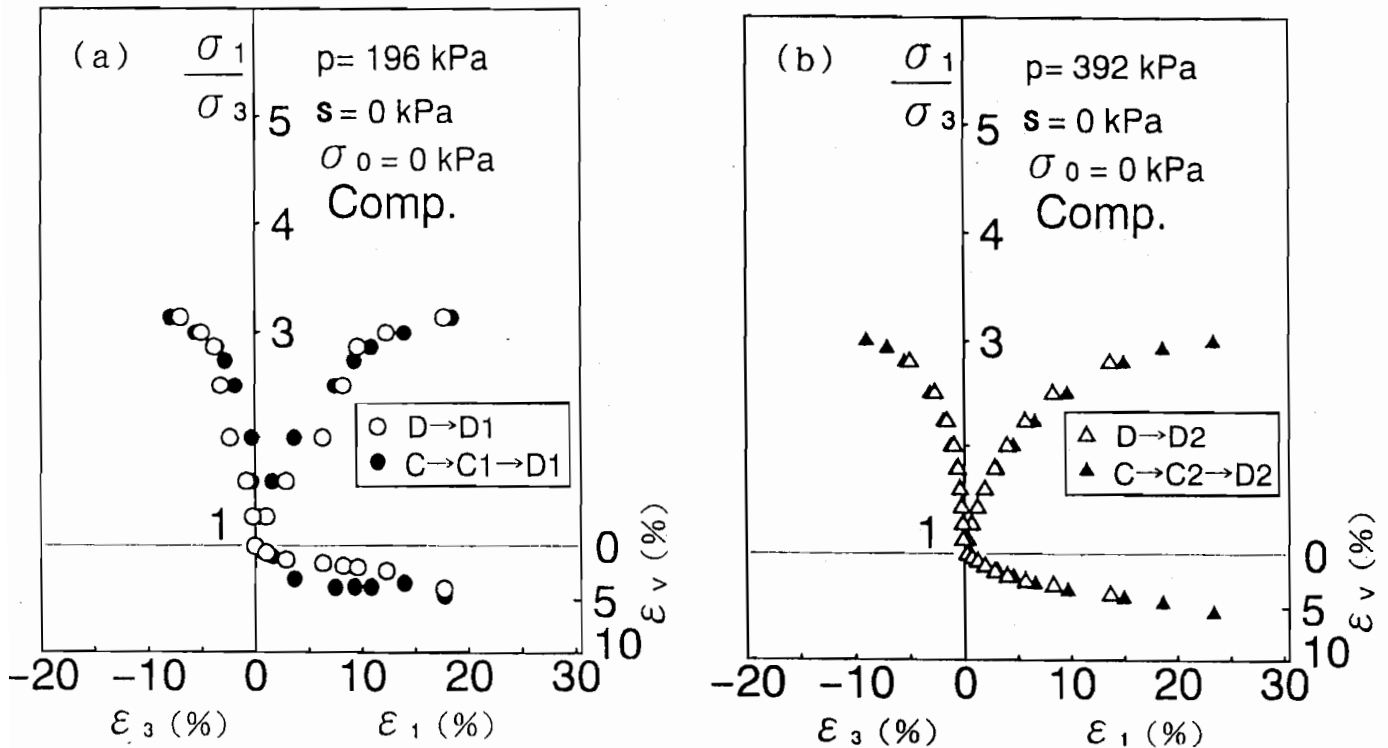 (a)
σ1
σ3
p= 196 kPa
s = 0 kPa
σ0 = 0 kPa
Comp.
5
4
3
1
○ D→D1
● C→C1→D1
0
5
10
εv (%)
-20 -10 0 10 20 30
ε3 (%) ε1 (%)
(b)
σ1
σ3
p= 392 kPa
s = 0 kPa
σ0 = 0 kPa
Comp.
5
4
3
1
△ D→D2
▲ C→C2→D2
0
5
10
εv (%)
-20 -10 0 10 20 30
ε3 (%) ε1 (%)